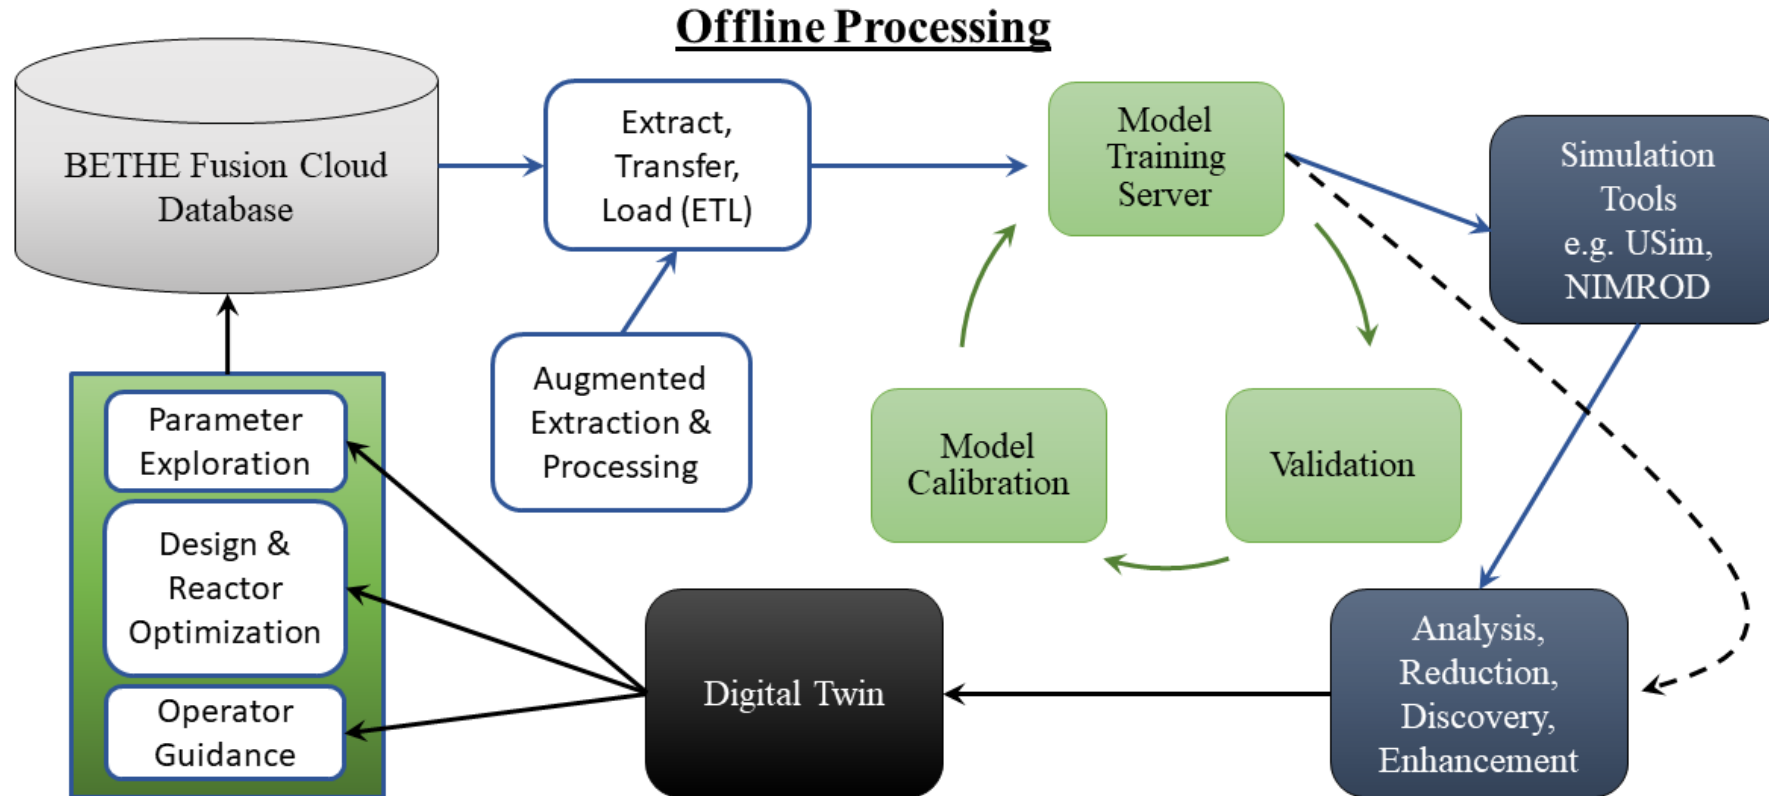 Offline Processing
BETHE Fusion Cloud
Database
Extract,
Transfer,
Load (ETL)
Model
Training
Server
Simulation
Tools
e.g. USim,
NIMROD
Augmented
Extraction &
Processing
Model
Calibration
Validation
Parameter
Exploration
Design &
Reactor
Optimization
Operator
Guidance
Digital Twin
Analysis,
Reduction,
Discovery,
Enhancement